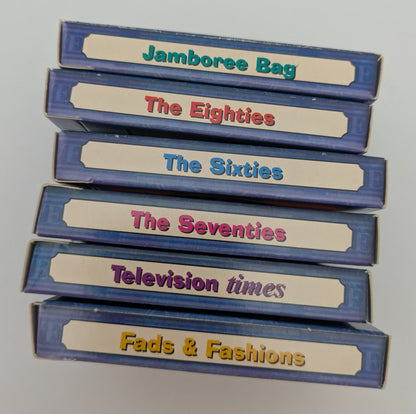 Jamboree Bag
The Eighties
The Sixties
The Seventies
Television times
Fads & Fashions